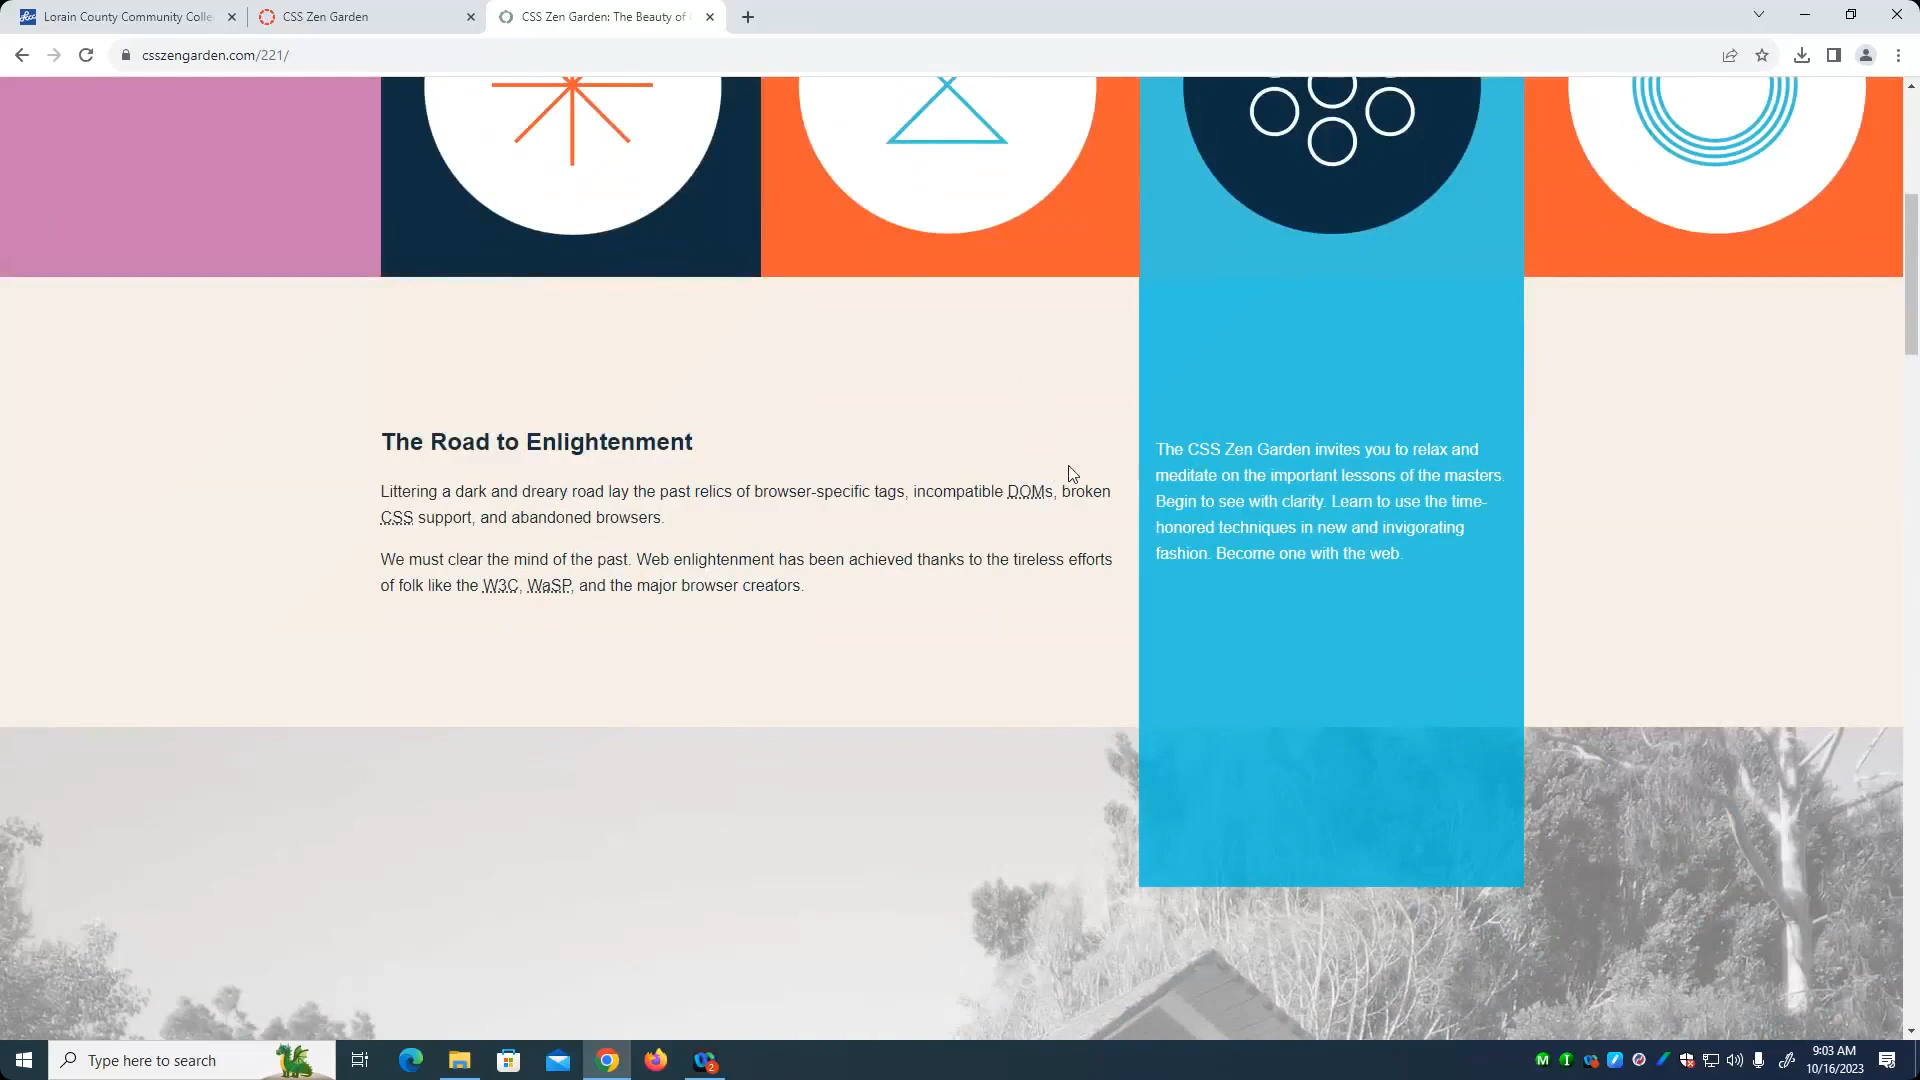 Lorain County Community Colle
CSS Zen Garden
CSS Zen Garden: The Beauty of
csszengarden.com/221/
The Road to Enlightenment
Littering a dark and dreary road lay the past relics of browser-specific tags, incompatible DOMs, broken
CSS support, and abandoned browsers.
We must clear the mind of the past. Web enlightenment has been achieved thanks to the tireless efforts
of folk like the W3C, WaSP, and the major browser creators.
The CSS Zen Garden invites you to relax and
meditate on the important lessons of the masters.
Begin to see with clarity. Learn to use the time-
honored techniques in new and invigorating
fashion. Become one with the web.
Type here to search
2
9:03 AM
10/16/2023